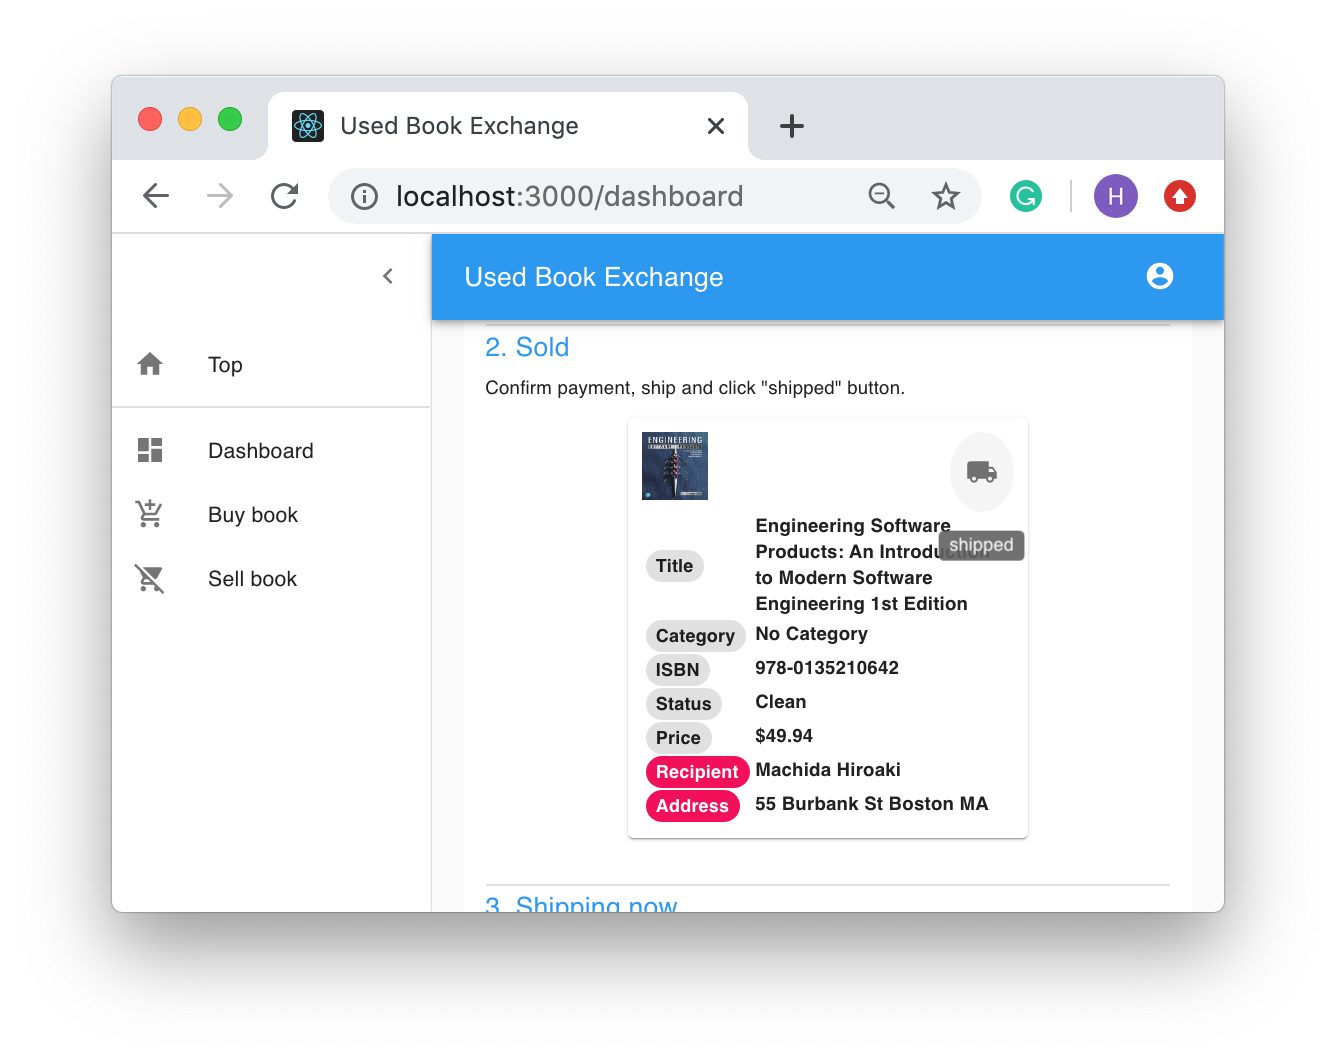 Used Book Exchange
localhost:3000/dashboard
H
Used Book Exchange
Top
Dashboard
Buy book
Sell book
2. Sold
Confirm payment, ship and click "shipped" button.
ENGINEERING
SOFTWARE PRODUCTS
shipped
Title
Engineering Software
Products: An Introduction
to Modern Software
Engineering 1st Edition
Category No Category
ISBN 978-0135210642
Status Clean
Price $49.94
Recipient Machida Hiroaki
Address 55 Burbank St Boston MA
3. Shipping now